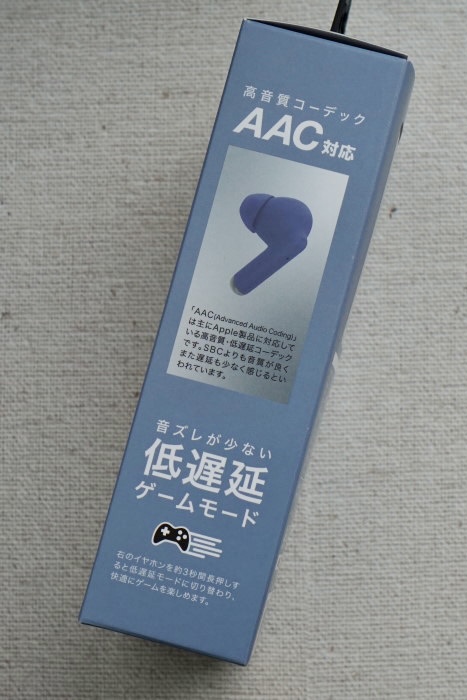 高音質コーデック
AAC対応
「AAC(Advanced Audio Coding)」
は主にApple製品に対応して
いる高音質・低遅延コーデック
です。SBCよりも音質が良く
また遅延も少なく感じるとい
われています。
音ズレが少ない
低遅延
ゲームモード
右のイヤホンを約3秒間長押しす
ると低遅延モードに切り替わり、
快適にゲームを楽しめます。